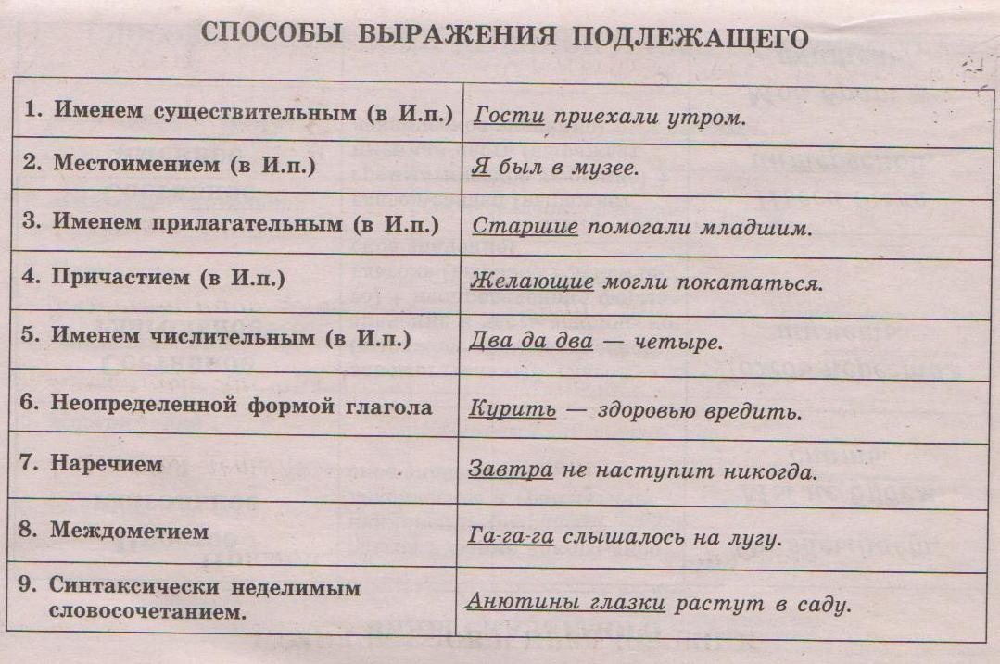 СПОСОБЫ ВЫРАЖЕНИЯ ПОДЛЕЖАЩЕГО
1. Именем существительным (в И.п.) Гости приехали утром.
2. Местоимением (в И.п.) Я был в музее.
3. Именем прилагательным (в И.п.) Старшие помогали младшим.
4. Причастием (в И.п.) Желающие могли покататься.
5. Именем числительным (в И.п.) Два да два — четыре.
6. Неопределенной формой глагола Курить — здоровью вредить.
7. Наречием Завтра не наступит никогда.
8. Междометием Га-га-га слышалось на лугу.
9. Синтаксически неделимым
словосочетанием. Анютины глазки растут в саду.